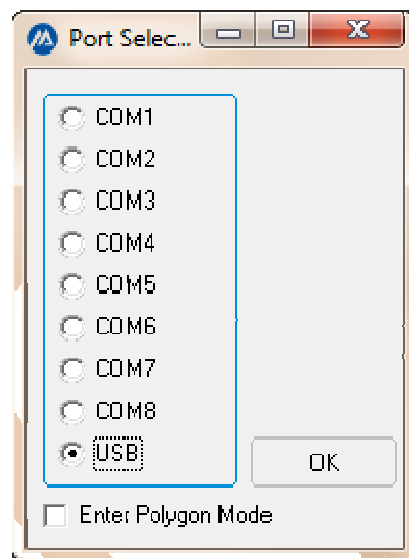 Port Selec...
COM1
COM2
COM3
COM4
COM5
COM6
COM7
COM8
USB
OK
Enter Polygon Mode